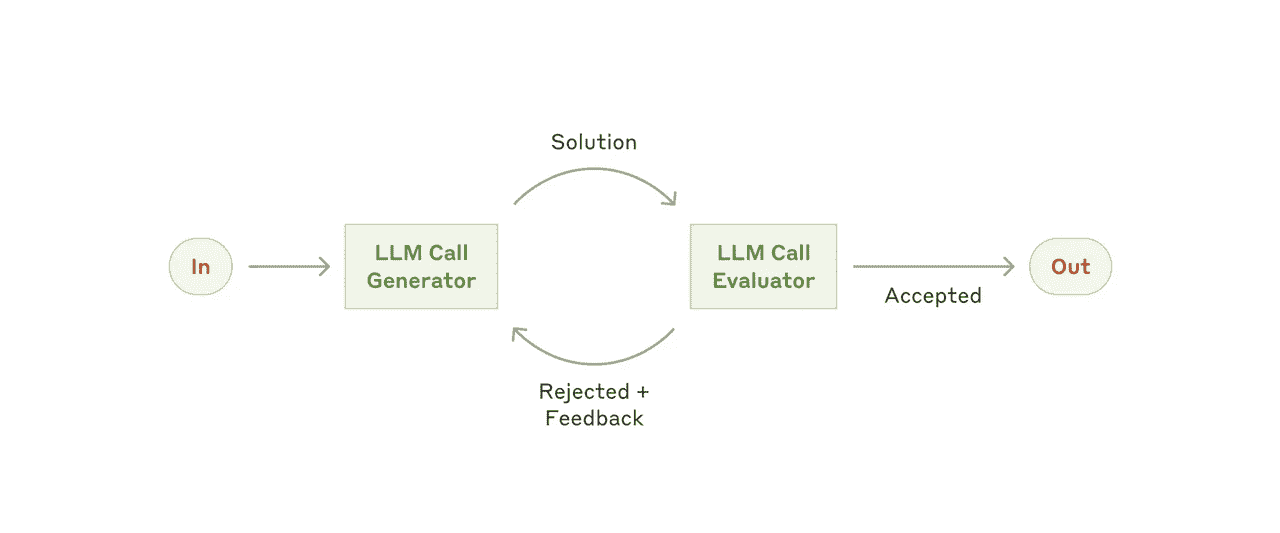 Solution
In
LLM Call
Generator
LLM Call
Evaluator
Out
Accepted
Rejected +
Feedback